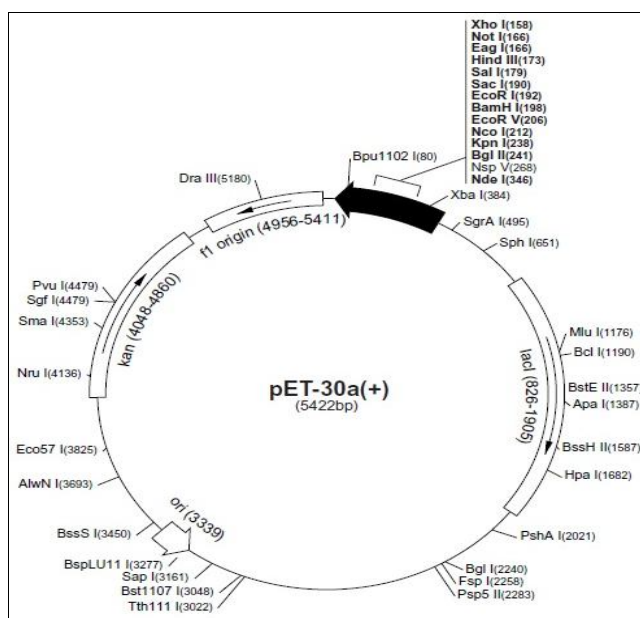 Xho I(158)
Not I(166)
Eag I(166)
Hind III(173)
Sal I(179)
Sac I(190)
EcoR I(192)
BamH I(198)
EcoR V(206)
Nco I(212)
Kpn I(238)
Bgl II(241)
Nsp V(268)
Nde I(346)
Bpu1102 I(80)
Xba I(384)
SgrA I(495)
Sph I(651)
Dra III(5180)
f1 origin (4956-5411)
Pvu I(4479)
Sgf I(4479)
Sma I(4353)
kan (4048-4860)
Nru I(4136)
Mlu I(1176)
Bcl I(1190)
lacI (826-1905)
BstE II(1357)
Apa I(1387)
pET-30a(+)
(5422bp)
BssH II(1587)
Hpa I(1682)
Eco57 I(3825)
AlwN I(3693)
ori (3339)
BssS I(3450)
PshA I(2021)
BspLU11 I(3277)
Sap I(3161)
Bst1107 I(3048)
Tth111 I(3022)
Bgl I(2240)
Fsp I(2258)
Psp5 II(2283)